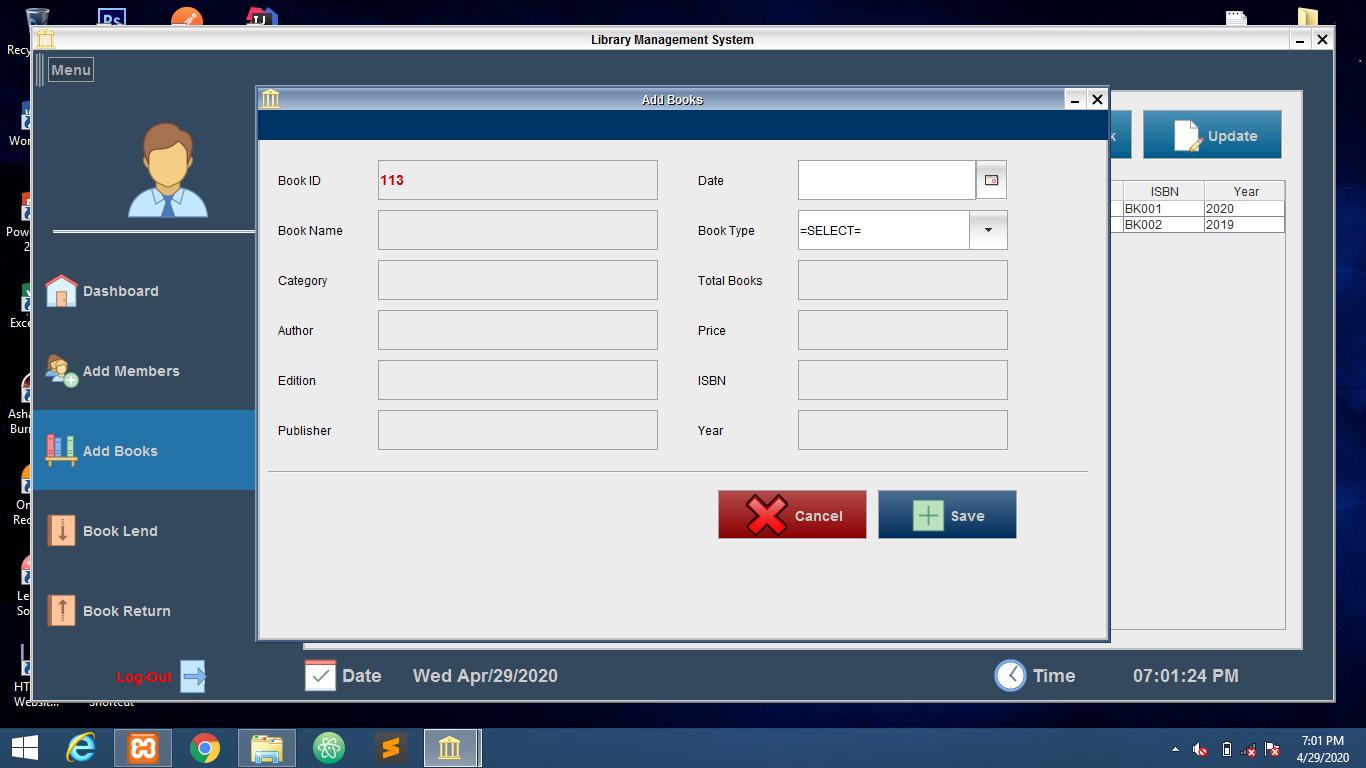 Ps
Recy
Library Management System
Menu
Wor
Add Books
k
Update
Book ID
113
Date
ISBN
Year
BK001
2020
Pow
2
Book Name
Book Type
=SELECT=
BK002
2019
Category
Total Books
Dashboard
Exce
Author
Price
Add Members
Edition
ISBN
Asha
Burn
Publisher
Year
Add Books
On
Rec
Cancel
Save
Book Lend
Le
So
Book Return
Log-Out
Date
Wed Apr/29/2020
Time
07:01:24 PM
HT
Websit...
Shortcut
7:01 PM
4/29/2020